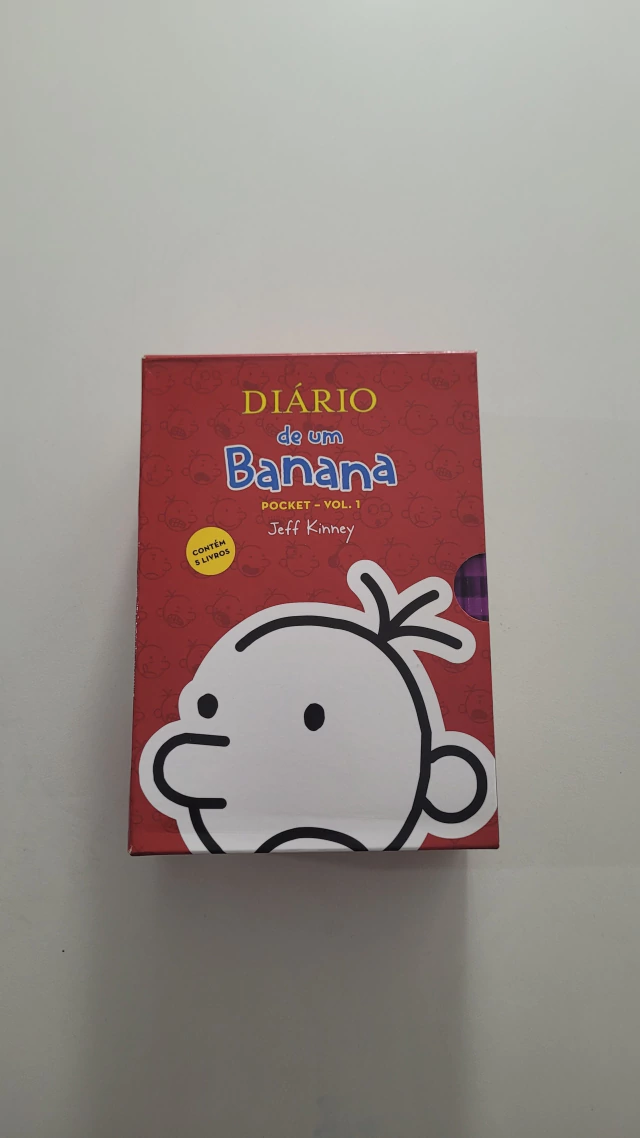 DIÁRIO
de um
Banana
POCKET – VOL. 1
Jeff Kinney
CONTÉM
5 LIVROS